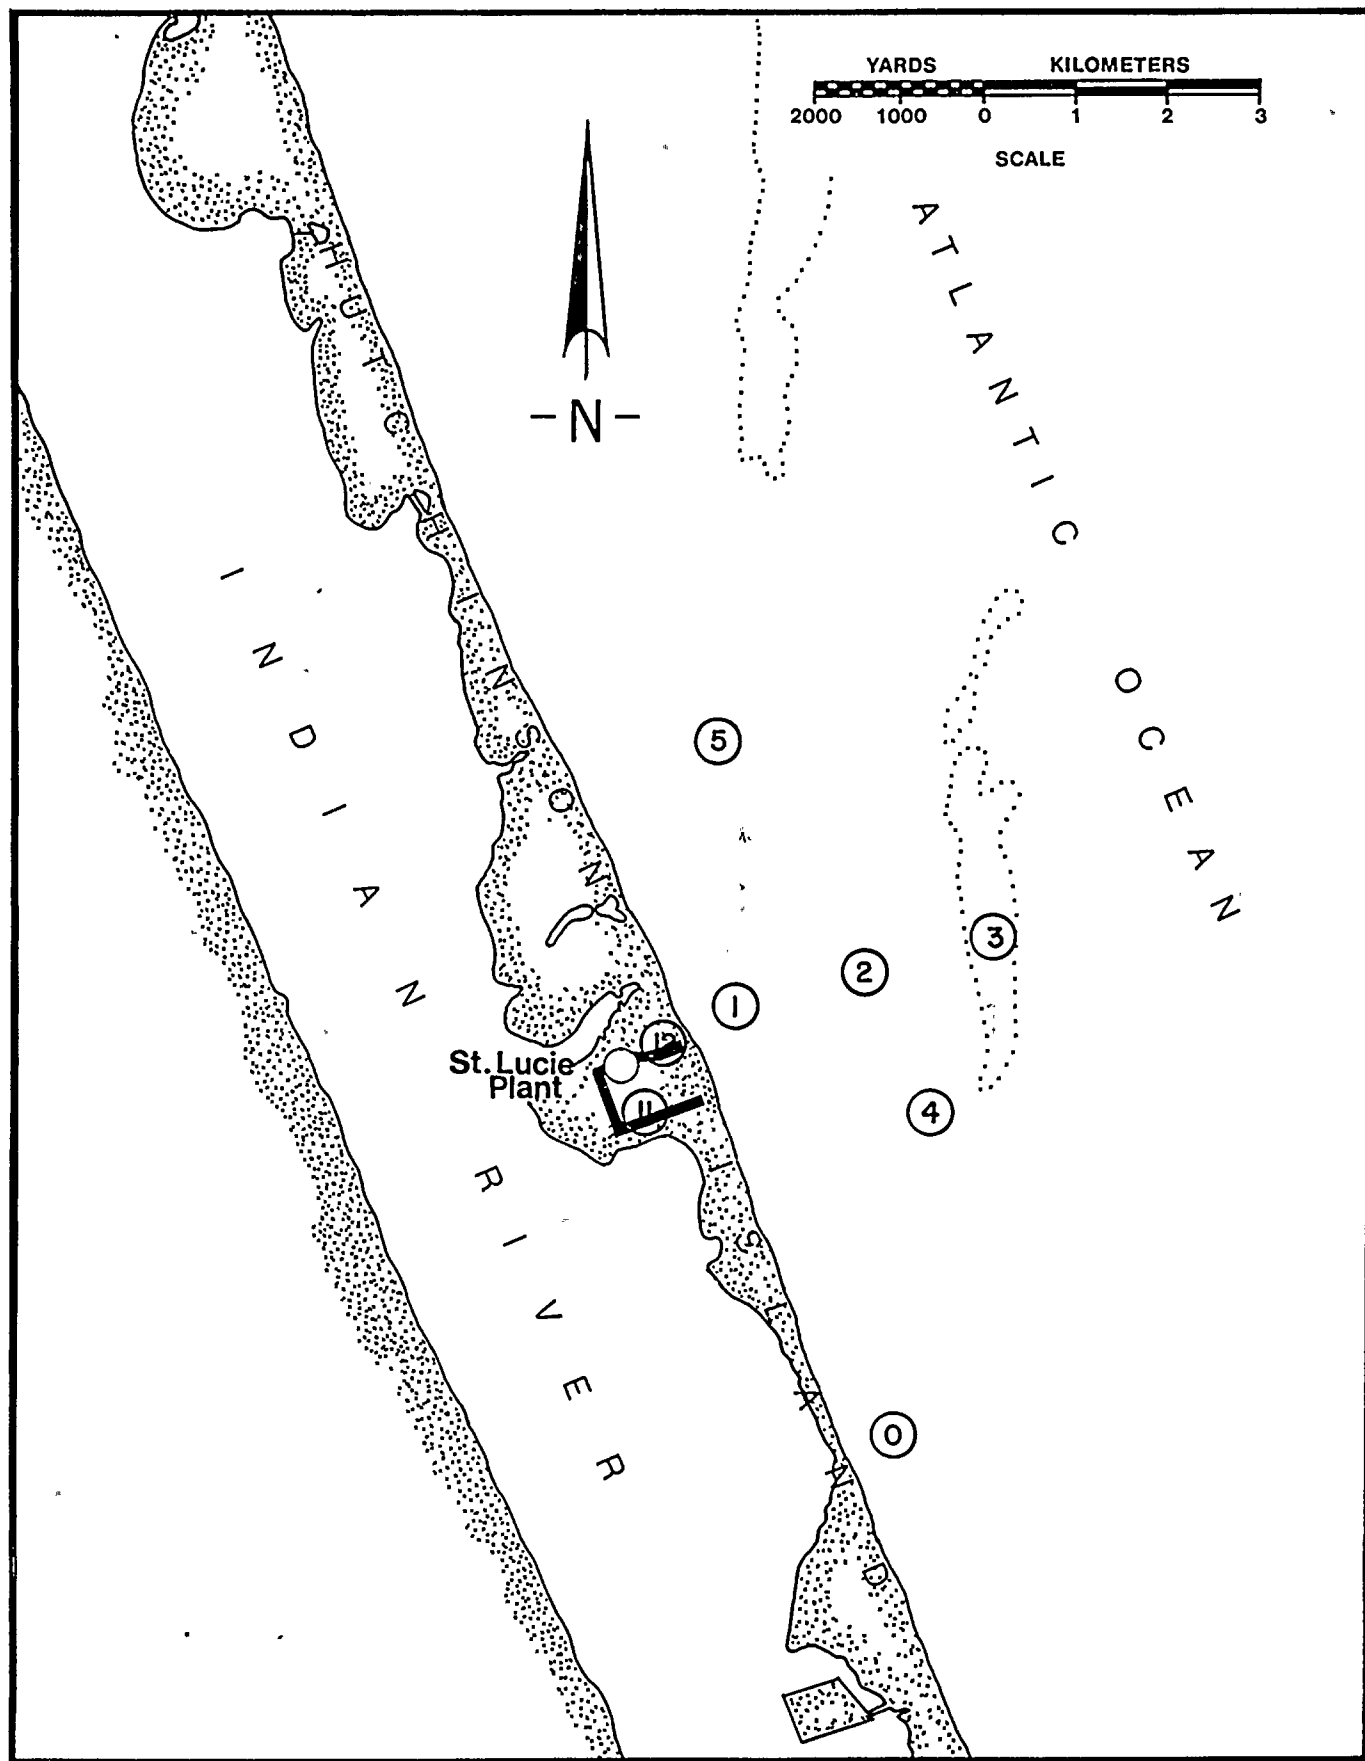 YARDS KILOMETERS
2000 1000 0 1 2 3
SCALE
ATLANTIC OCEAN
-N-
HUTCHINSON ISLAND
INDIAN RIVER
5
3
2
1
12
St. Lucie
Plant
11
4
0